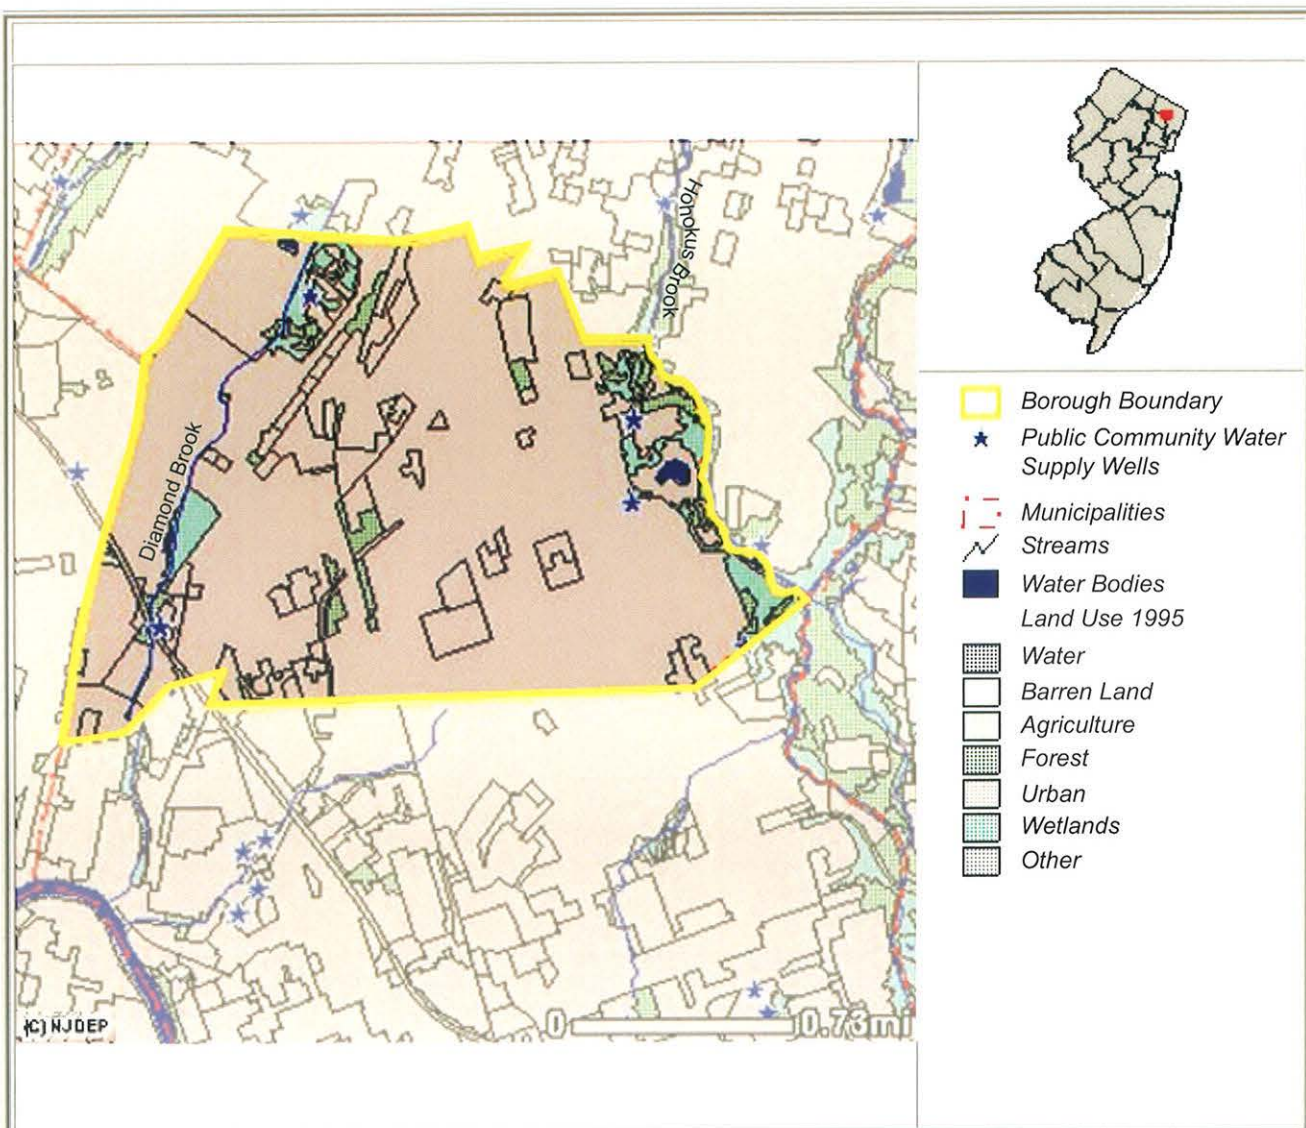 Honokus Brook
Diamond Brook
(C) NJDEP
0
0.73mi
Borough Boundary
Public Community Water
Supply Wells
Municipalities
Streams
Water Bodies
Land Use 1995
Water
Barren Land
Agriculture
Forest
Urban
Wetlands
Other